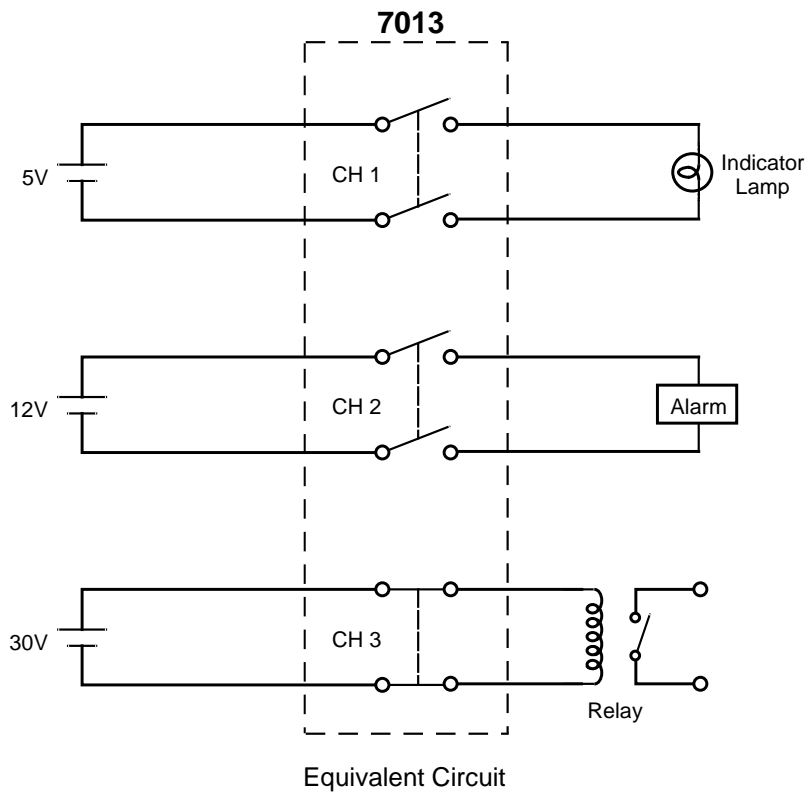 7013
5V
CH 1
Indicator
Lamp
12V
CH 2
Alarm
30V
CH 3
Relay
Equivalent Circuit